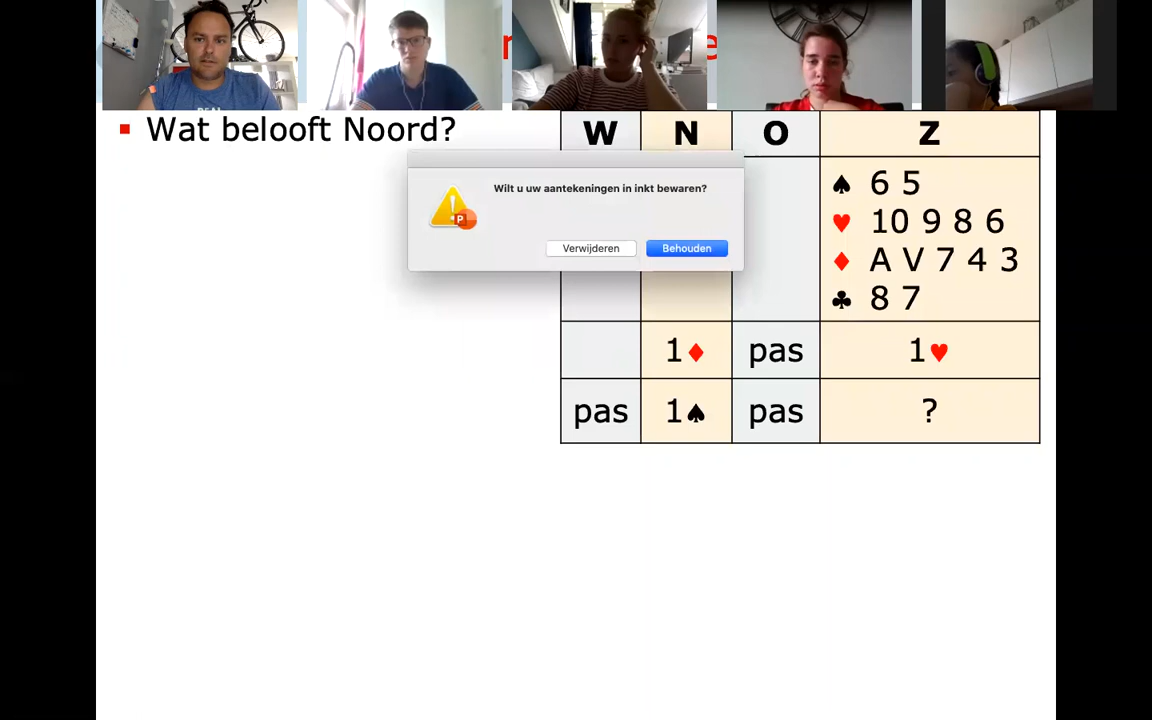 Wat belooft Noord?
W N O Z
Wilt u uw aantekeningen in inkt bewaren?
Verwijderen Behouden
♠ 6 5
♥ 10 9 8 6
♦ A V 7 4 3
♣ 8 7
1♦ pas 1♥
pas 1♠ pas ?